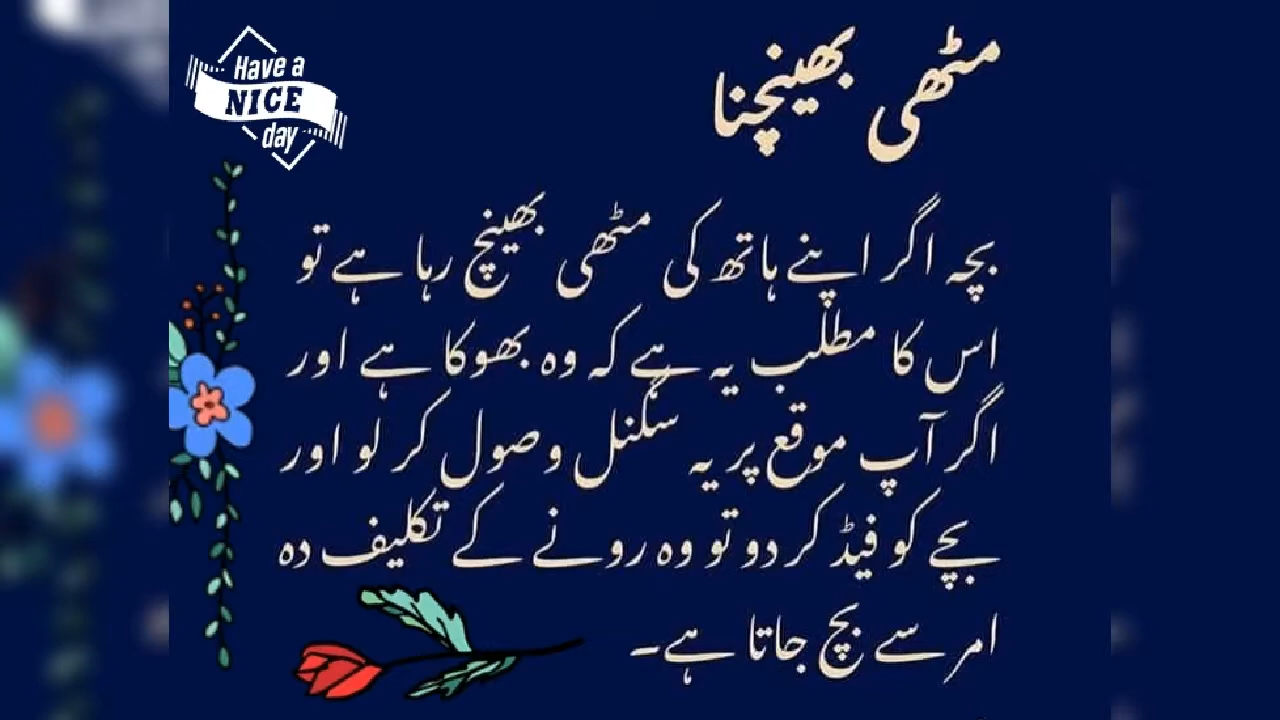 Have a
NICE
day
مٹھی بھینچنا
بچہ اگر اپنے ہاتھ کی مٹھی بھینچ رہا ہے تو
اس کا مطلب یہ ہے کہ وہ بھوکا ہے اور
اگر آپ موقع پر یہ سگنل وصول کر لو اور
بچے کو فیڈ کر دو تو وہ رونے کے تکلیف دہ
امر سے بچ جاتا ہے۔